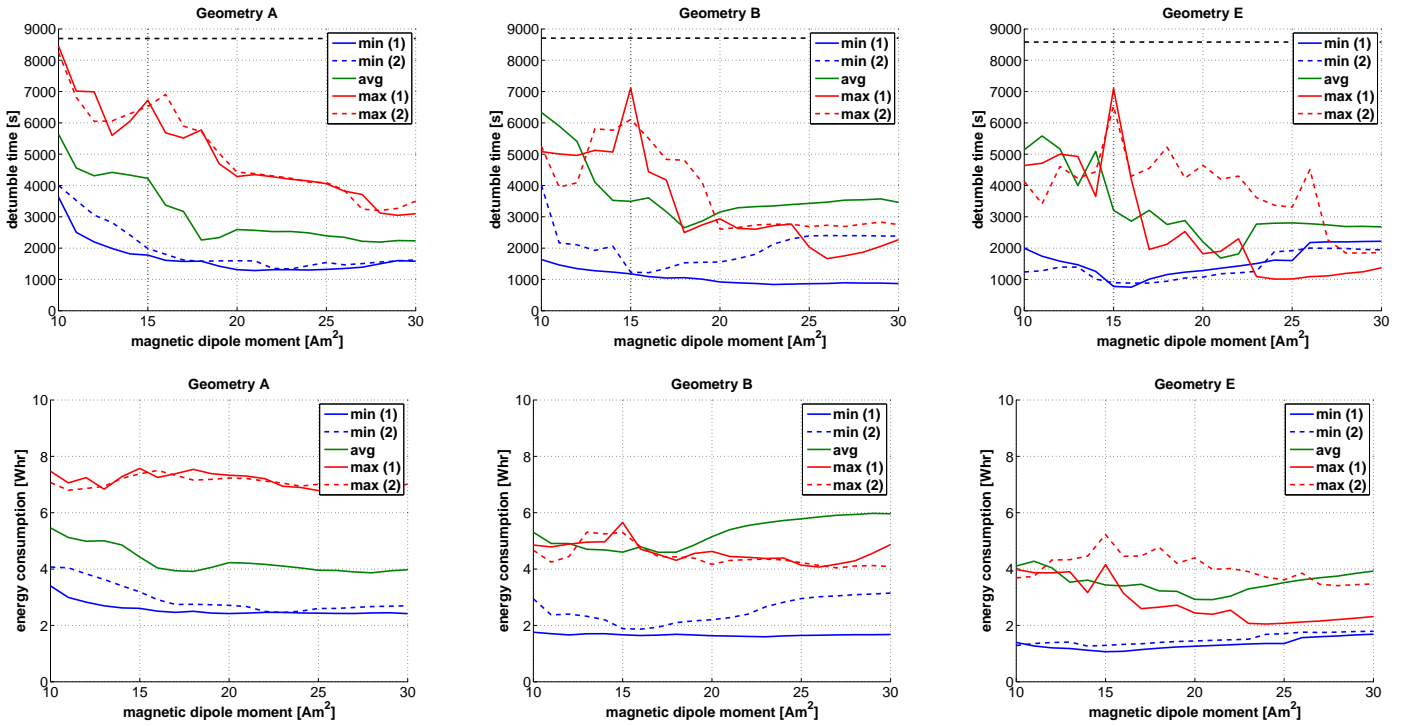 Geometry A
9000
8000
7000
6000
5000
4000
3000
2000
1000
0
detumble time [s]
min (1)
min (2)
avg
max (1)
max (2)
10 15 20 25 30
magnetic dipole moment [Am²]
Geometry B
9000
8000
7000
6000
5000
4000
3000
2000
1000
0
detumble time [s]
min (1)
min (2)
avg
max (1)
max (2)
10 15 20 25 30
magnetic dipole moment [Am²]
Geometry E
9000
8000
7000
6000
5000
4000
3000
2000
1000
0
detumble time [s]
min (1)
min (2)
avg
max (1)
max (2)
10 15 20 25 30
magnetic dipole moment [Am²]
Geometry A
10
8
6
4
2
0
energy consumption [Whr]
min (1)
min (2)
avg
max (1)
max (2)
10 15 20 25 30
magnetic dipole moment [Am²]
Geometry B
10
8
6
4
2
0
energy consumption [Whr]
min (1)
min (2)
avg
max (1)
max (2)
10 15 20 25 30
magnetic dipole moment [Am²]
Geometry E
10
8
6
4
2
0
energy consumption [Whr]
min (1)
min (2)
avg
max (1)
max (2)
10 15 20 25 30
magnetic dipole moment [Am²]